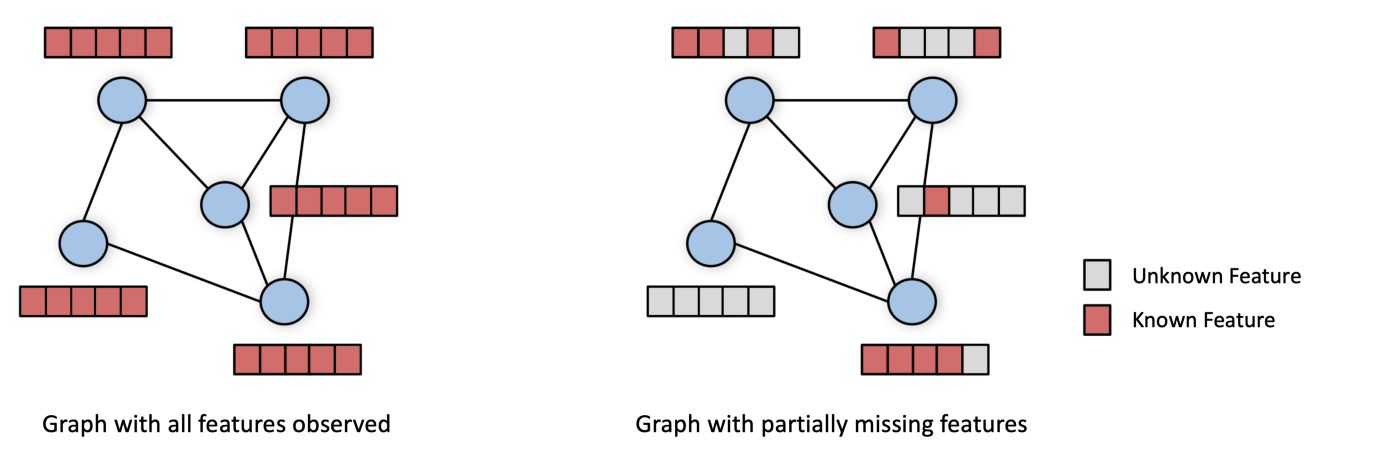 Unknown Feature
Known Feature
Graph with all features observed
Graph with partially missing features